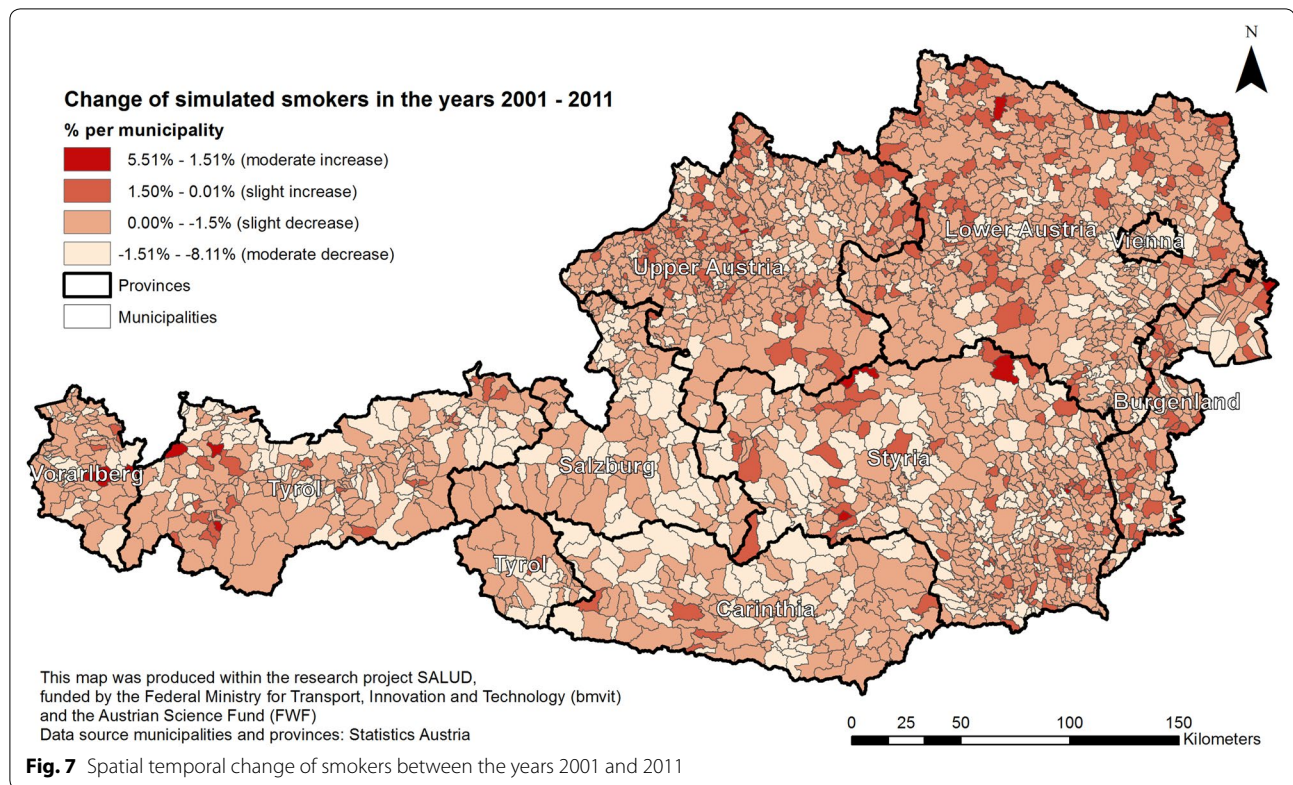 N
Change of simulated smokers in the years 2001 - 2011
% per municipality
5.51% - 1.51% (moderate increase)
1.50% - 0.01% (slight increase)
0.00% - -1.5% (slight decrease)
-1.51% - -8.11% (moderate decrease)
Provinces
Municipalities
Lower Austria
Vienna
Upper Austria
Burgenland
Vorarlberg
Tyrol
Salzburg
Styria
Tyrol
Carinthia
This map was produced within the research project SALUD,
funded by the Federal Ministry for Transport, Innovation and Technology (bmvit)
and the Austrian Science Fund (FWF)
Data source municipalities and provinces: Statistics Austria
0 25 50 100 150
Kilometers
Fig. 7 Spatial temporal change of smokers between the years 2001 and 2011